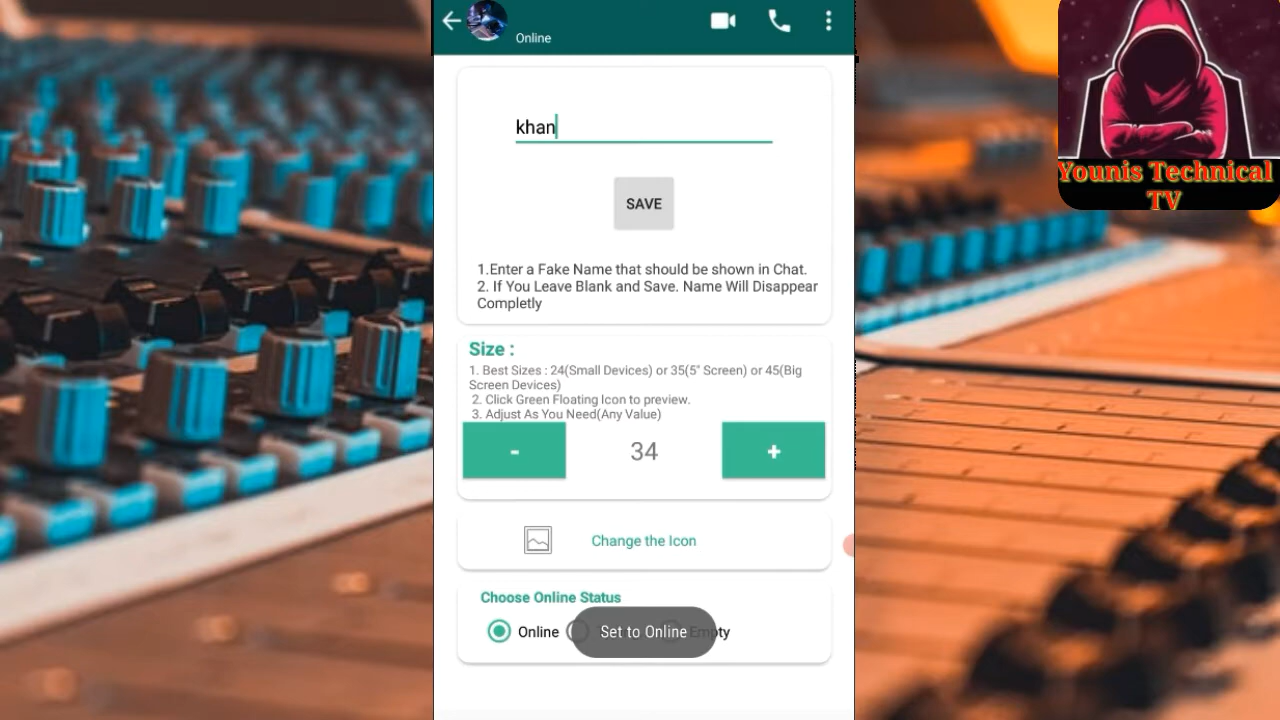 Online
khan
SAVE
1.Enter a Fake Name that should be shown in Chat.
2. If You Leave Blank and Save. Name Will Disappear
Completly
Size :
1. Best Sizes : 24(Small Devices) or 35(5" Screen) or 45(Big
Screen Devices)
2. Click Green Floating Icon to preview.
3. Adjust As You Need(Any Value)
- 34 +
Change the Icon
Choose Online Status
Online Set to Online Empty
Younis Technical
TV